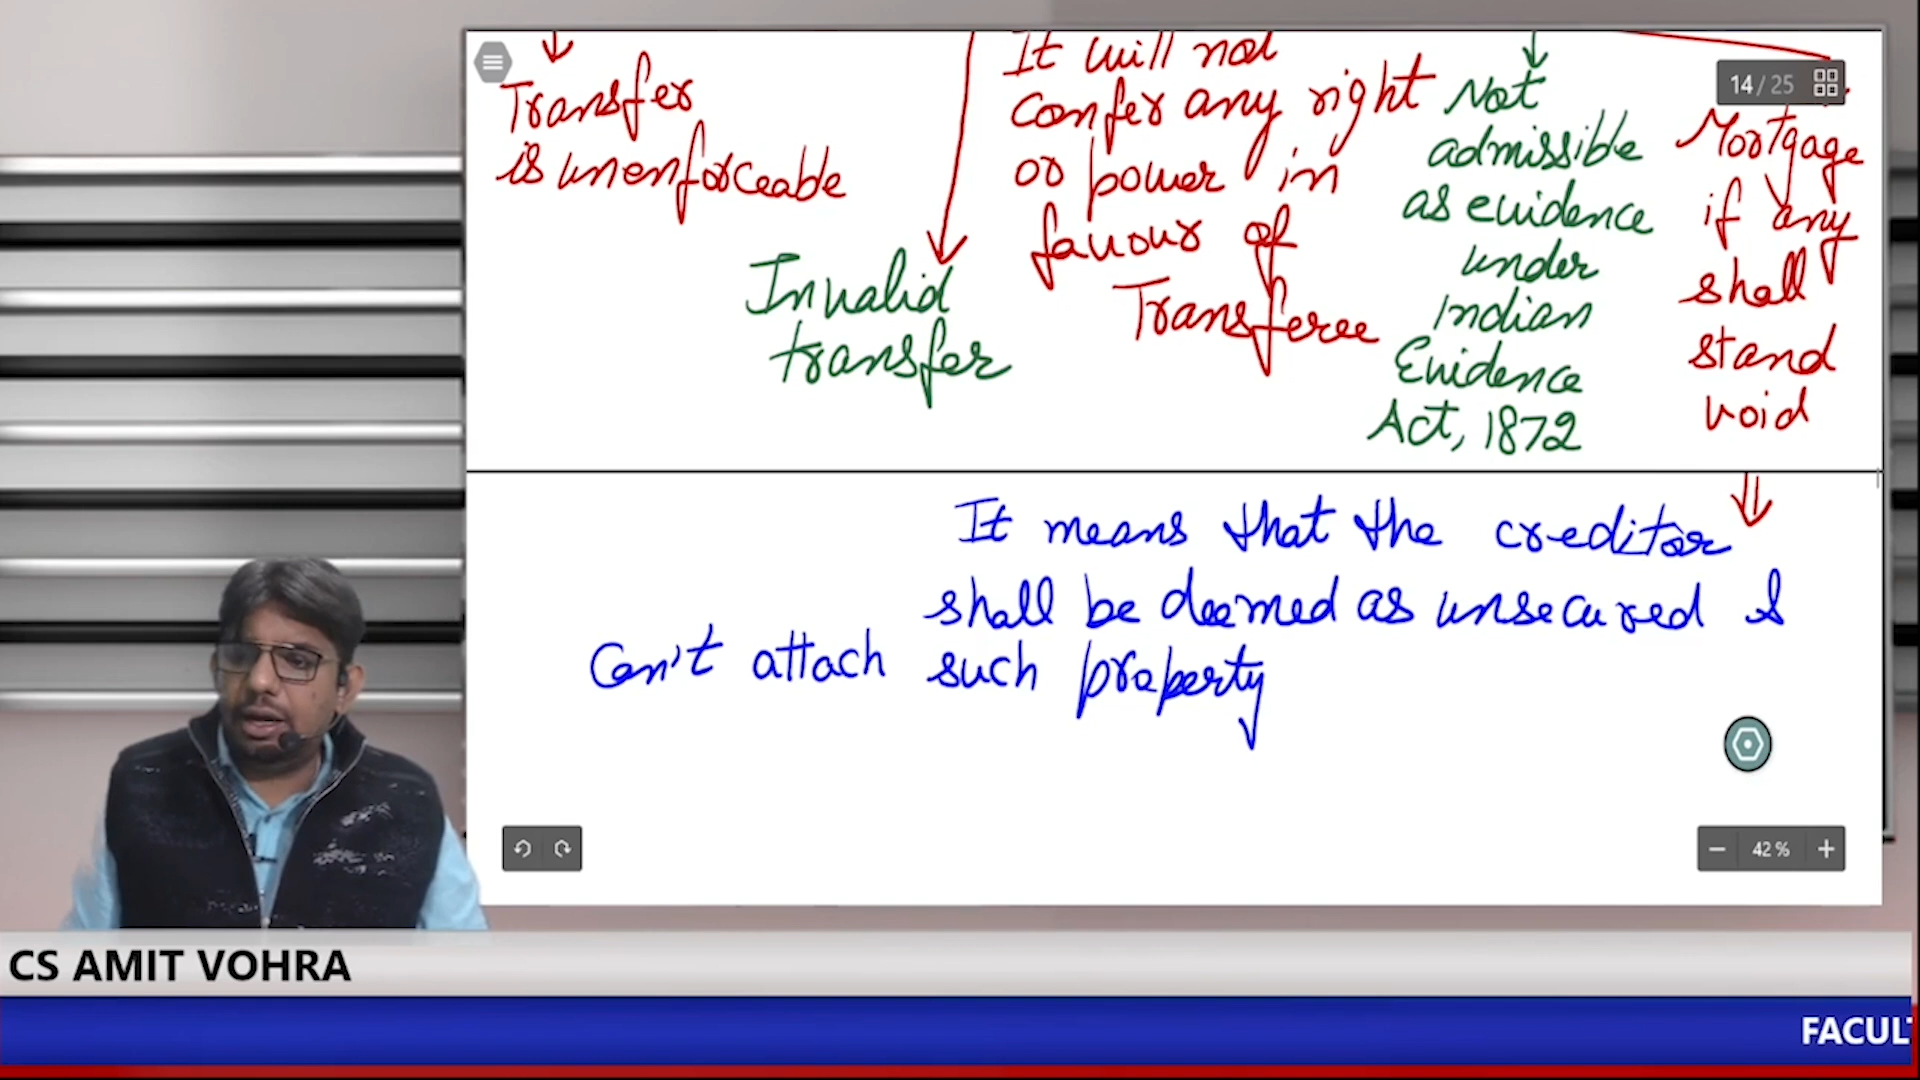 Transfer
is unenforceable
Invalid
transfer
It will not
confer any right
or power in
favour of
Transferee
Not
admissible
as evidence
under
Indian
Evidence
Act, 1872
Mortgage
if any
shall
stand
void
14 / 25
It means that the creditor
shall be deemed as unsecured &
Can't attach such property
42 %
CS AMIT VOHRA
FACUL